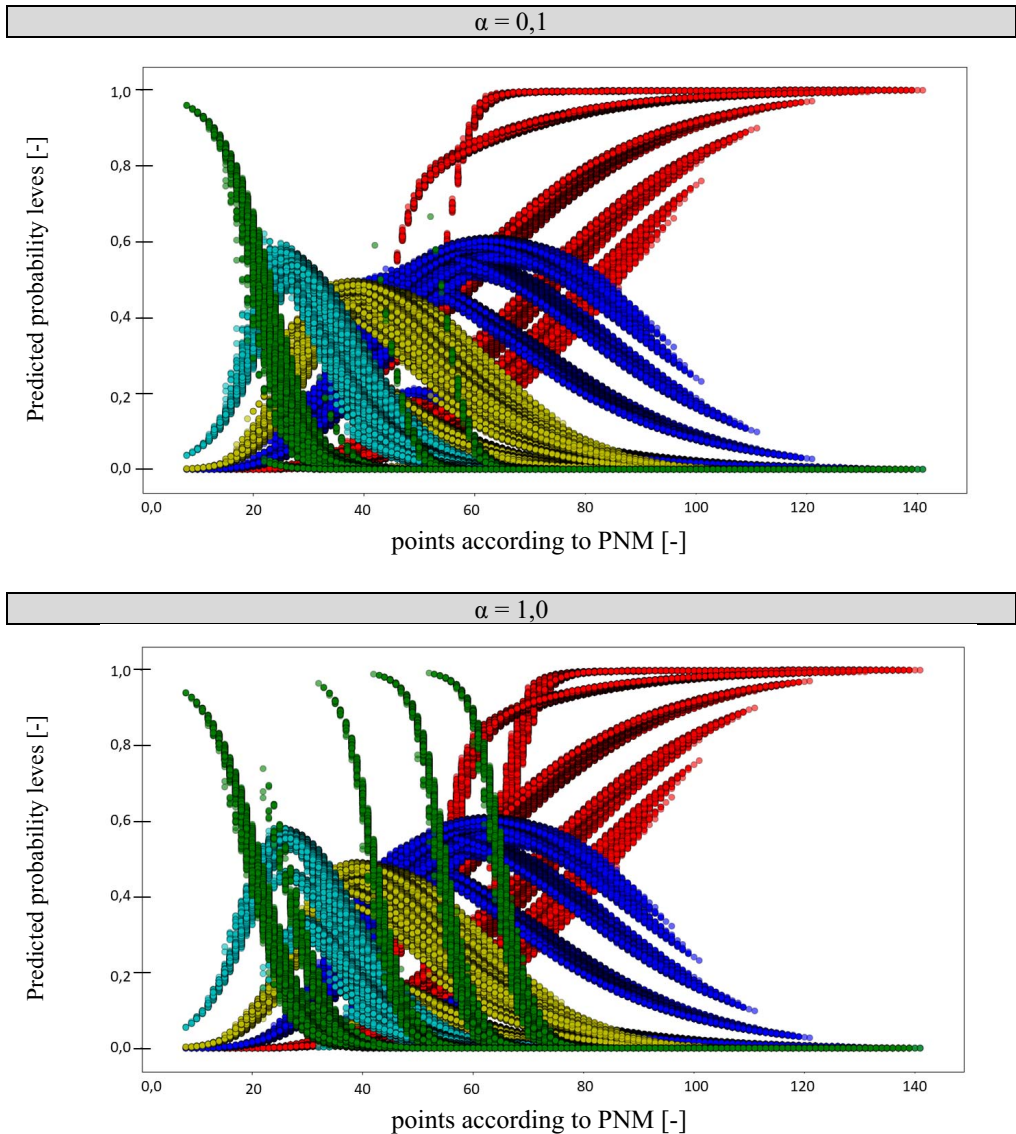 α = 0,1
Predicted probability leves [-]
1,0
0,8
0,6
0,4
0,2
0,0
0,0 20 40 60 80 100 120 140
points according to PNM [-]
α = 1,0
Predicted probability leves [-]
1,0
0,8
0,6
0,4
0,2
0,0
0,0 20 40 60 80 100 120 140
points according to PNM [-]